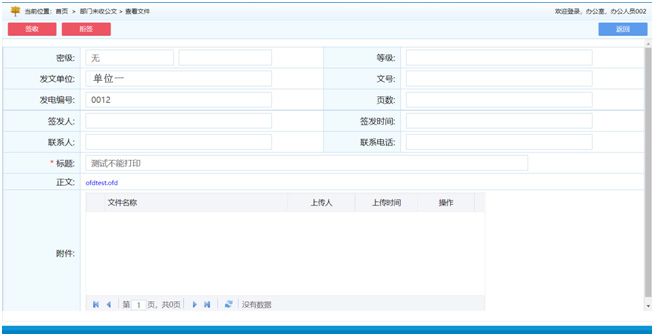 当前位置：首页 > 部门未收公文 > 查看文件 欢迎登录，办公室，办公人员002
签收 拒签 返回
密级: 无 等级:
发文单位: 单位一 文号:
发电编号: 0012 页数:
签发人: 签发时间:
联系人: 联系电话:
* 标题: 测试不能打印
正文: ofdtest.ofd
文件名称 上传人 上传时间 操作
附件:
第 1 页，共0页 没有数据